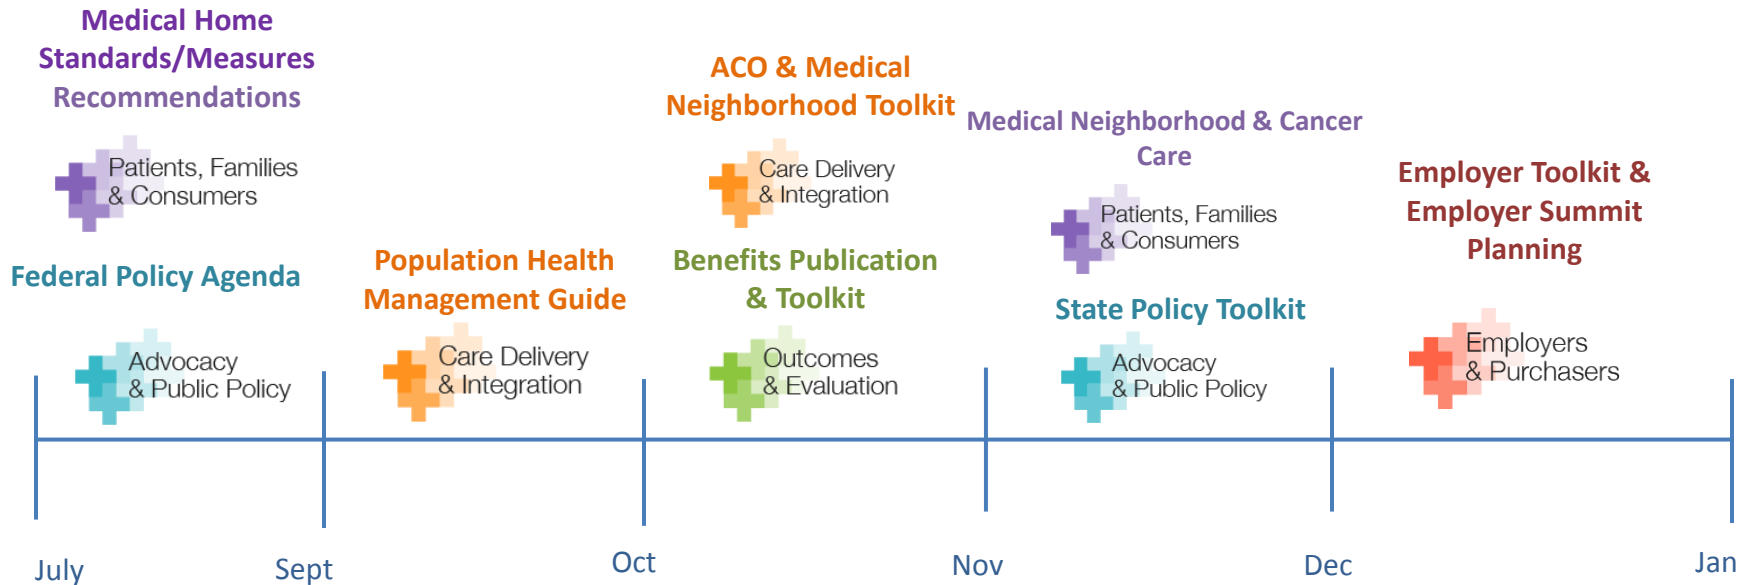 Medical Home
Standards/Measures
Recommendations
Patients, Families
& Consumers
Federal Policy Agenda
Advocacy
& Public Policy
Population Health
Management Guide
Care Delivery
& Integration
ACO & Medical
Neighborhood Toolkit
Care Delivery
& Integration
Benefits Publication
& Toolkit
Outcomes
& Evaluation
Medical Neighborhood & Cancer
Care
Patients, Families
& Consumers
State Policy Toolkit
Advocacy
& Public Policy
Employer Toolkit &
Employer Summit
Planning
Employers
& Purchasers
July
Sept
Oct
Nov
Dec
Jan